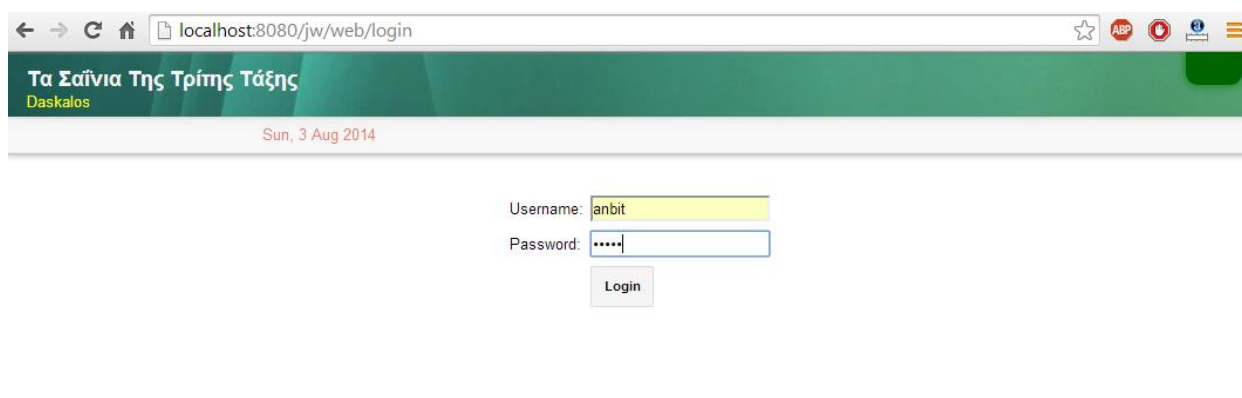 localhost:8080/jw/web/login
ABP
Τα Σαΐνια Της Τρίτης Τάξης
Daskalos
Sun, 3 Aug 2014
Username: anbit
Password: •••••
Login